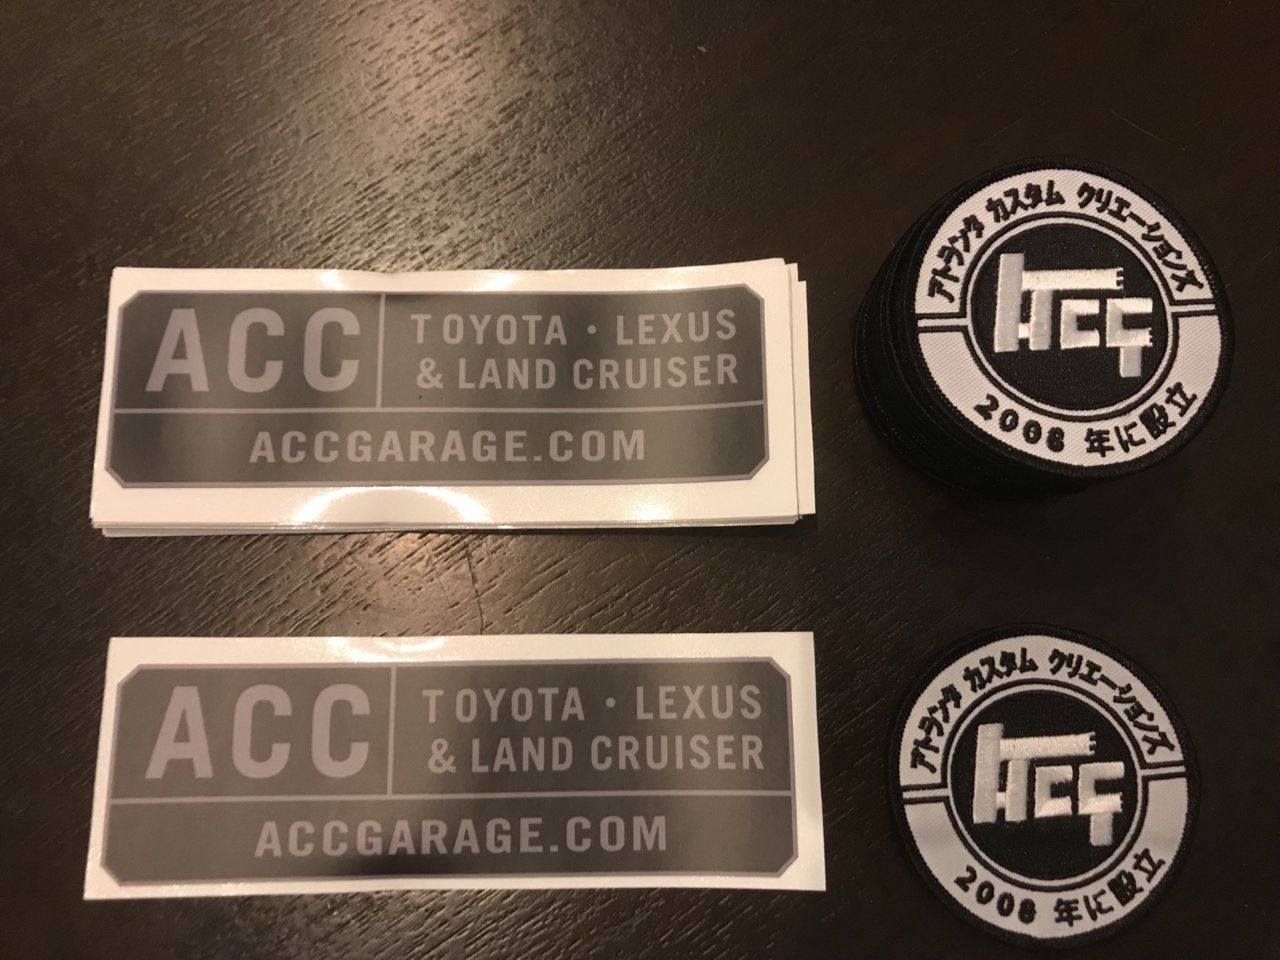 ACC
TOYOTA · LEXUS
& LAND CRUISER
ACCGARAGE.COM
アトランタ カスタム クリエーションズ
ACC
2008 年に設立
ACC
TOYOTA · LEXUS
& LAND CRUISER
ACCGARAGE.COM
アトランタ カスタム クリエーションズ
ACC
2008 年に設立